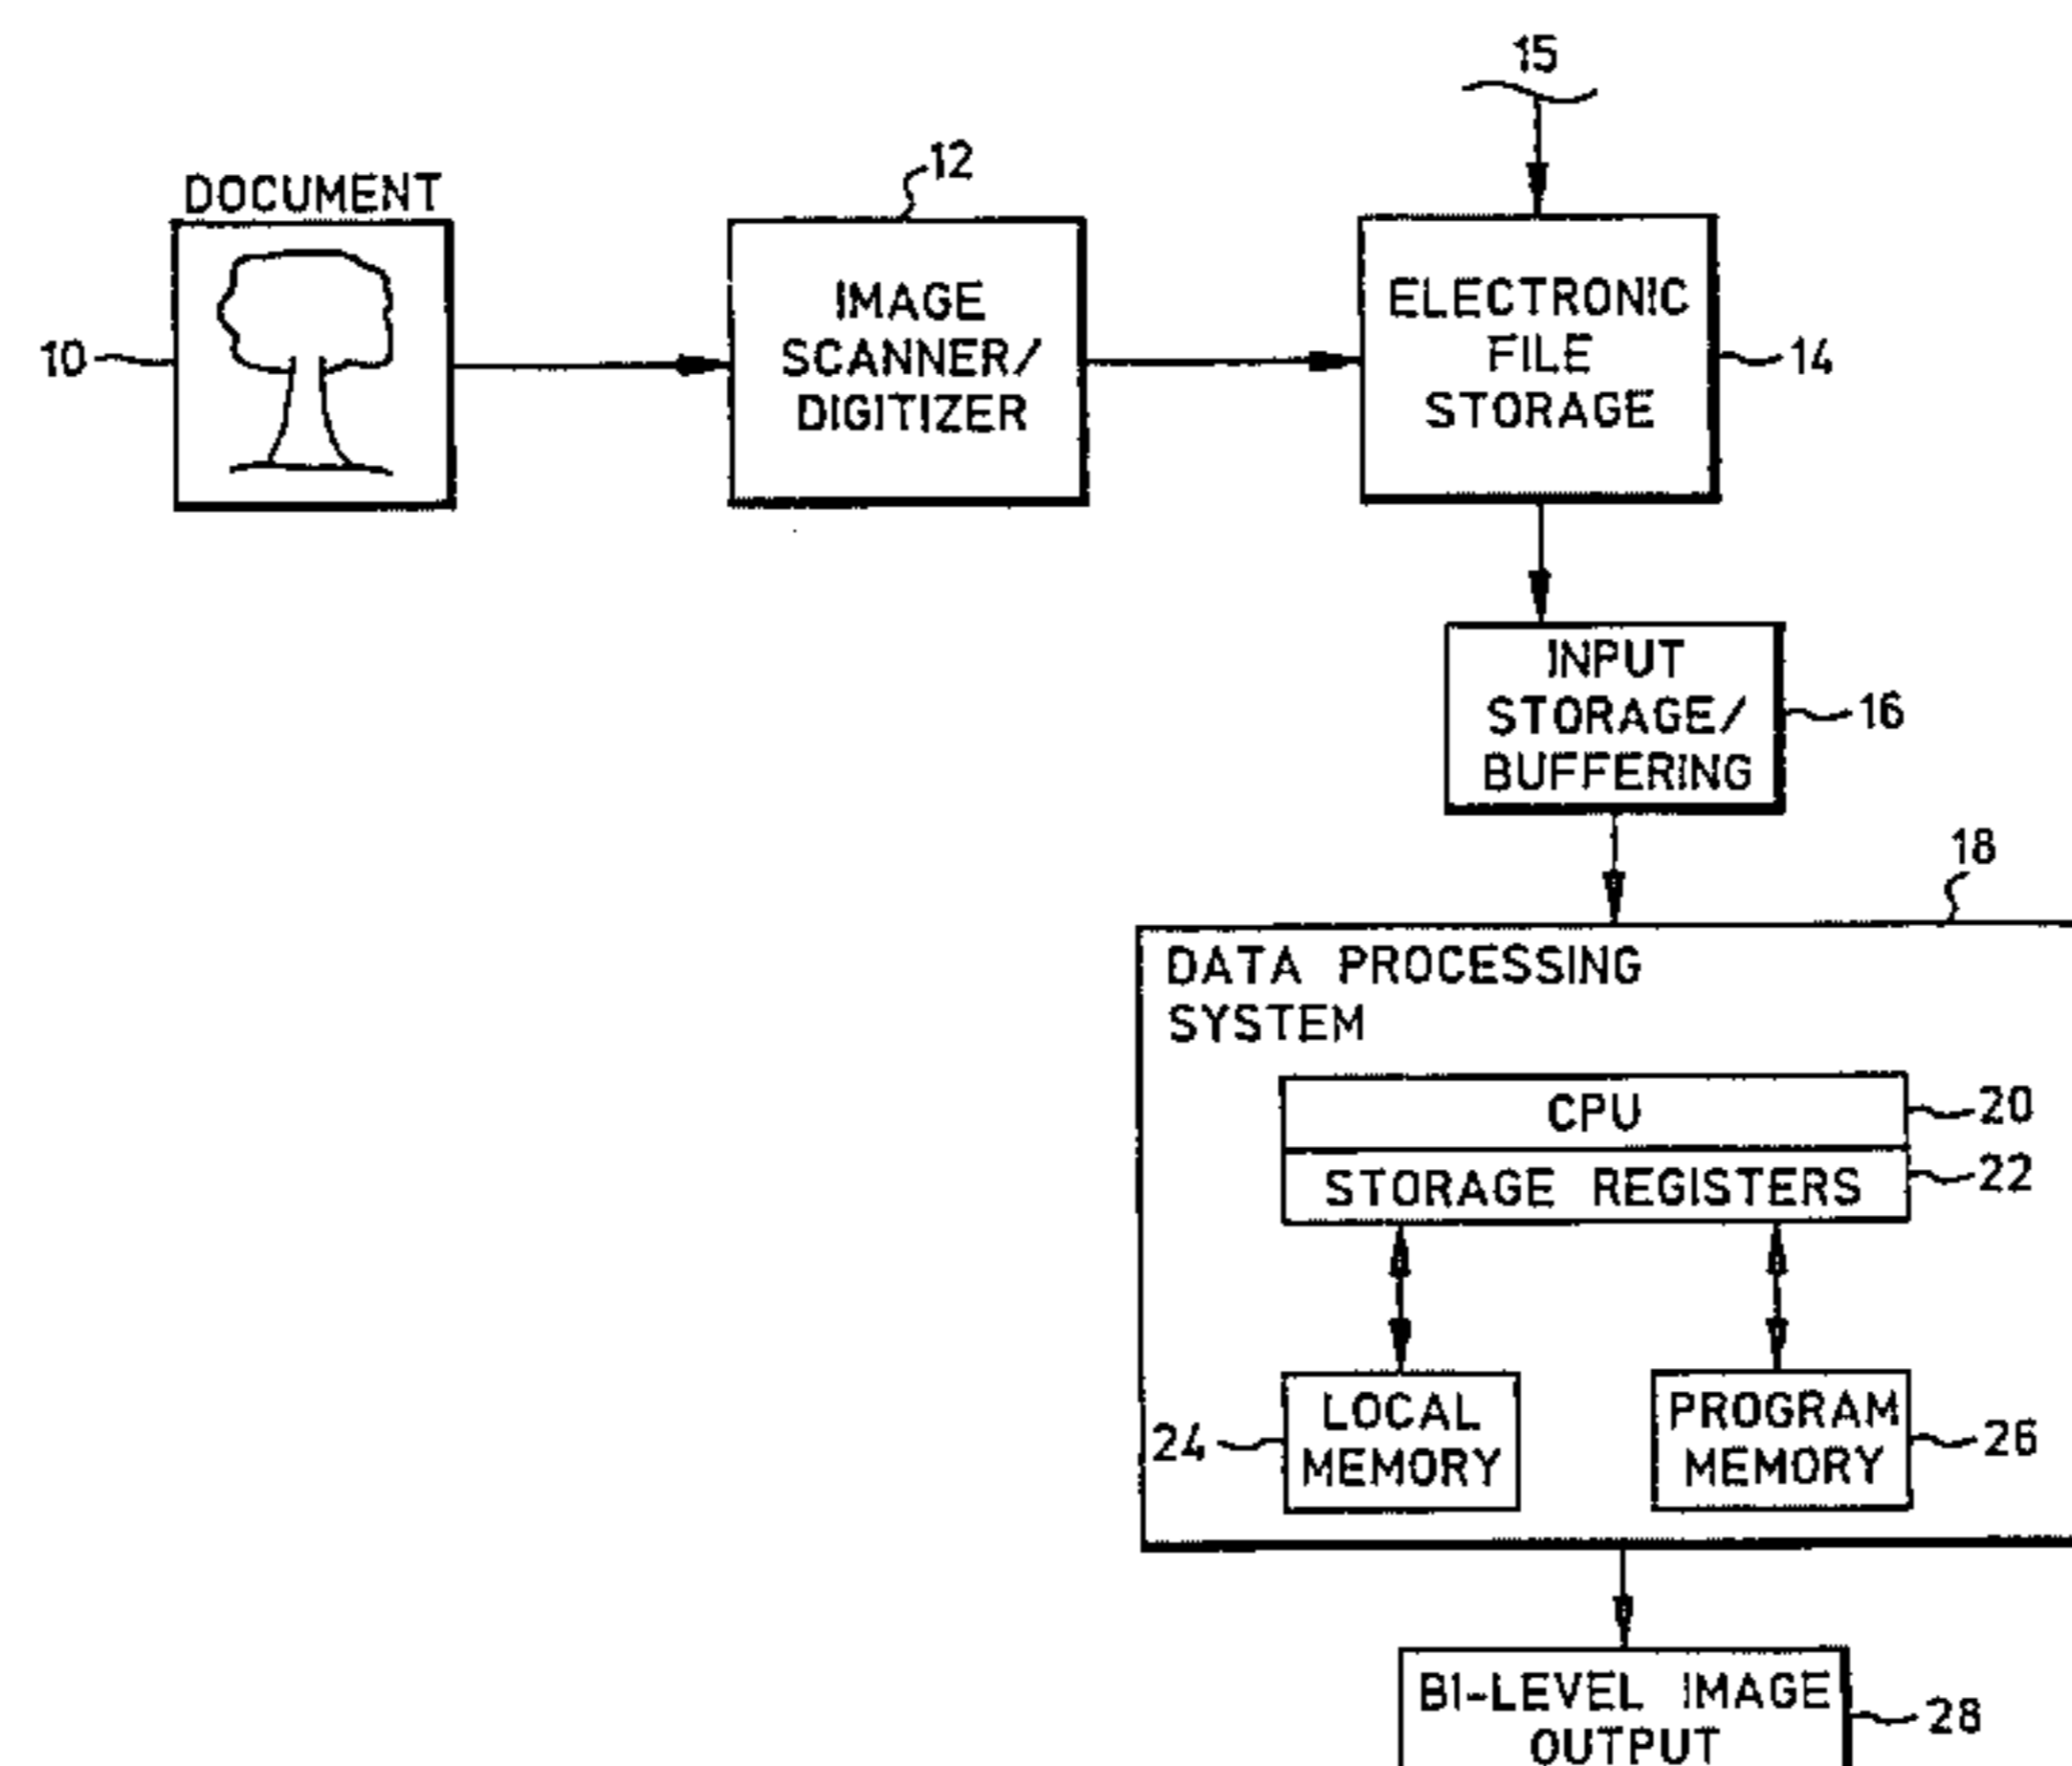 15
12
DOCUMENT
10
IMAGE
SCANNER/
DIGITIZER
ELECTRONIC
FILE
STORAGE
14
INPUT
STORAGE/
BUFFERING
16
18
DATA PROCESSING
SYSTEM
CPU
20
STORAGE REGISTERS
22
LOCAL
MEMORY
24
PROGRAM
MEMORY
26
BI-LEVEL IMAGE
OUTPUT
28